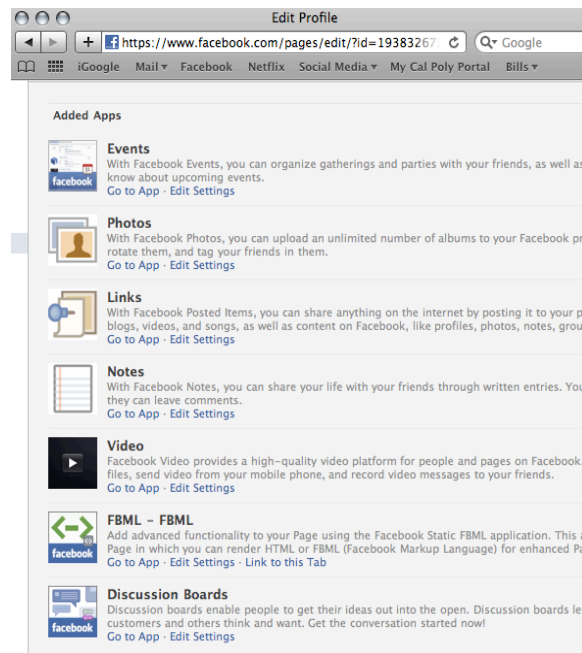 Edit Profile
https://www.facebook.com/pages/edit/?id=19383267
Google
iGoogle Mail Facebook Netflix Social Media My Cal Poly Portal Bills
Added Apps
facebook
Events
With Facebook Events, you can organize gatherings and parties with your friends, as well as
know about upcoming events.
Go to App · Edit Settings
Photos
With Facebook Photos, you can upload an unlimited number of albums to your Facebook pr
rotate them, and tag your friends in them.
Go to App · Edit Settings
Links
With Facebook Posted Items, you can share anything on the internet by posting it to your p
blogs, videos, and songs, as well as content on Facebook, like profiles, photos, notes, grou
Go to App · Edit Settings
Notes
With Facebook Notes, you can share your life with your friends through written entries. You
they can leave comments.
Go to App · Edit Settings
Video
Facebook Video provides a high-quality video platform for people and pages on Facebook.
files, send video from your mobile phone, and record video messages to your friends.
Go to App · Edit Settings
facebook
FBML - FBML
Add advanced functionality to your Page using the Facebook Static FBML application. This a
Page in which you can render HTML or FBML (Facebook Markup Language) for enhanced Pa
Go to App · Edit Settings · Link to this Tab
facebook
Discussion Boards
Discussion boards enable people to get their ideas out into the open. Discussion boards le
customers and others think and want. Get the conversation started now!
Go to App · Edit Settings